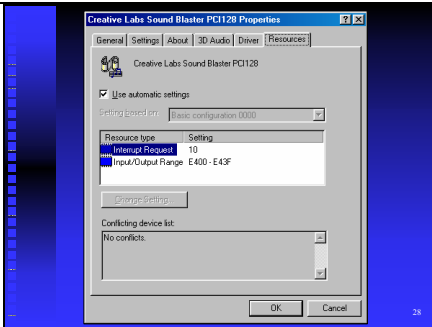 Creative Labs Sound Blaster PCI128 Properties
General Settings About 3D Audio Driver Resources
Creative Labs Sound Blaster PCI128
Use automatic settings
Setting based on: Basic configuration 0000
Resource type Setting
Interrupt Request 10
Input/Output Range E400 - E43F
Change Setting...
Conflicting device list:
No conflicts.
OK Cancel
28